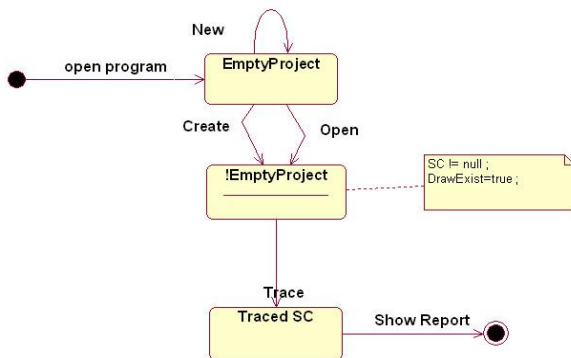 New
open program
EmptyProject
Create
Open
!EmptyProject
SC != null ;
DrawExist=true ;
Trace
Traced SC
Show Report